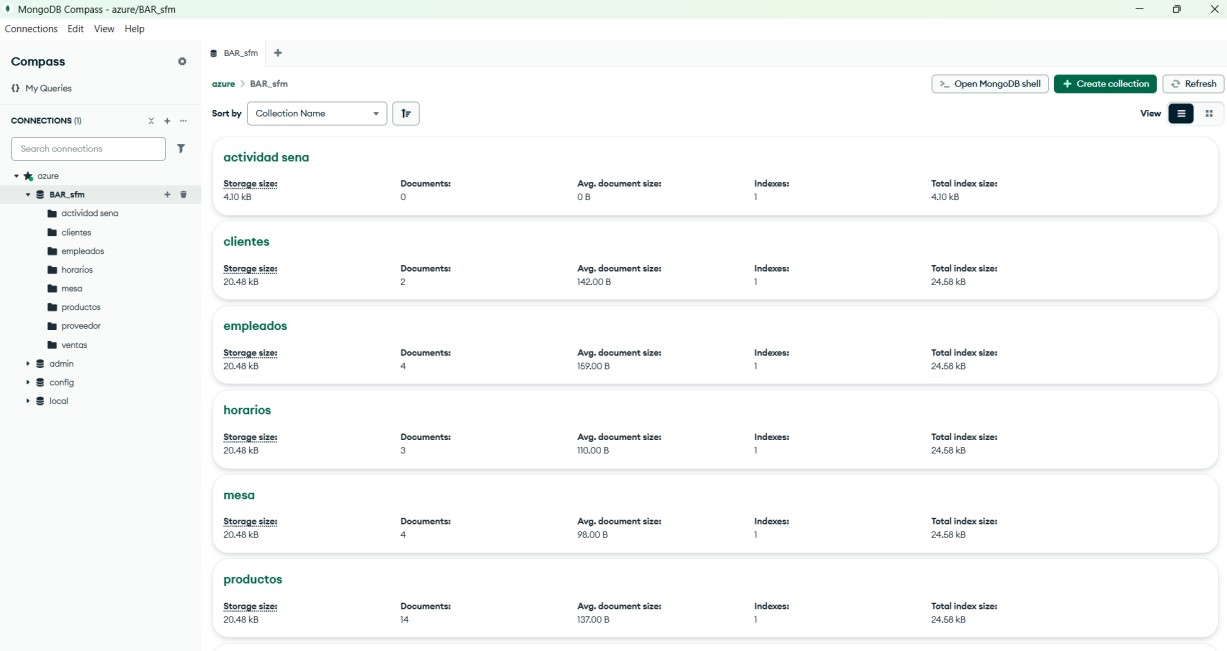 MongoDB Compass - azure/BAR_sfm
Connections Edit View Help
Compass
My Queries
CONNECTIONS (1)
Search connections
azure
BAR_sfm
actividad sena
clientes
empleados
horarios
mesa
productos
proveedor
ventas
admin
config
local
BAR_sfm
azure > BAR_sfm
>_ Open MongoDB shell
+ Create collection
Refresh
Sort by Collection Name
View
actividad sena
Storage size: Documents: Avg. document size: Indexes: Total index size:
4.10 kB 0 0 B 1 4.10 kB
clientes
Storage size: Documents: Avg. document size: Indexes: Total index size:
20.48 kB 2 142.00 B 1 24.58 kB
empleados
Storage size: Documents: Avg. document size: Indexes: Total index size:
20.48 kB 4 159.00 B 1 24.58 kB
horarios
Storage size: Documents: Avg. document size: Indexes: Total index size:
20.48 kB 3 110.00 B 1 24.58 kB
mesa
Storage size: Documents: Avg. document size: Indexes: Total index size:
20.48 kB 4 98.00 B 1 24.58 kB
productos
Storage size: Documents: Avg. document size: Indexes: Total index size:
20.48 kB 14 137.00 B 1 24.58 kB